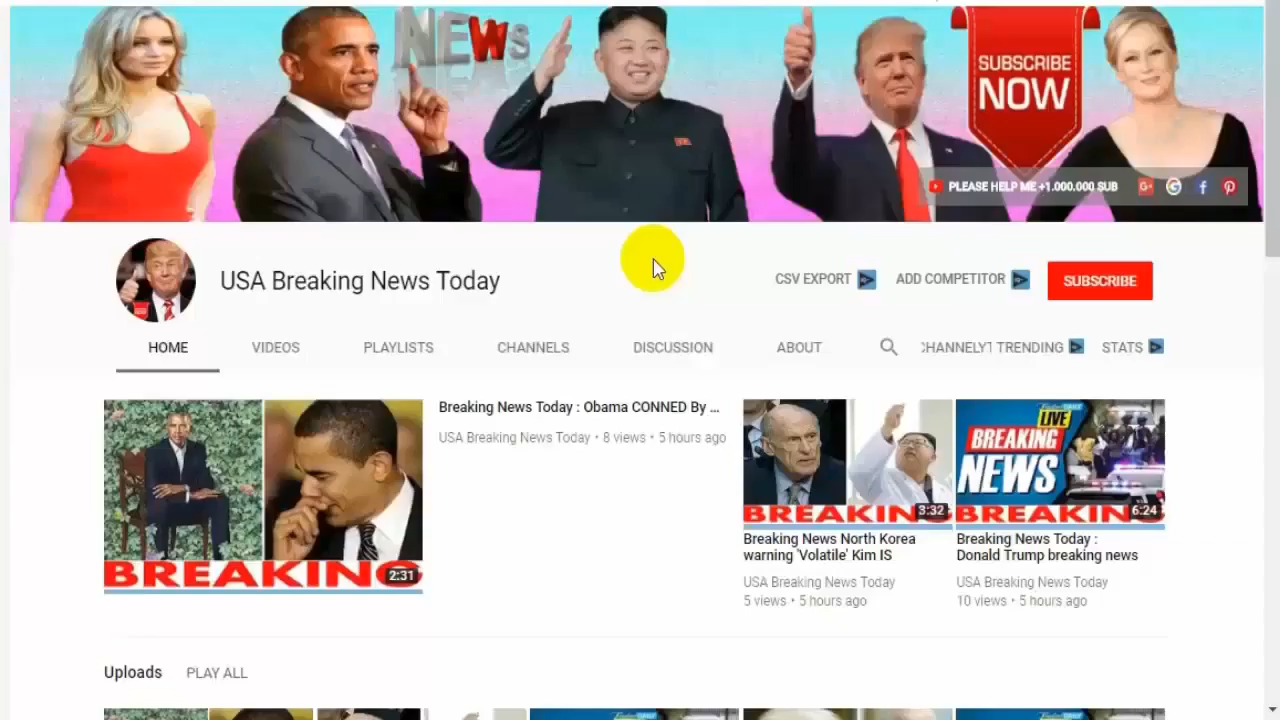 NEWS
SUBSCRIBE
NOW
PLEASE HELP ME +1.000.000 SUB
USA Breaking News Today
CSV EXPORT
ADD COMPETITOR
SUBSCRIBE
HOME
VIDEOS
PLAYLISTS
CHANNELS
DISCUSSION
ABOUT
TRENDING
STATS
Breaking News Today : Obama CONNED By ...
USA Breaking News Today • 8 views • 5 hours ago
BREAKING
2:31
BREAKIN
3:32
Breaking News North Korea
warning 'Volatile' Kim IS
USA Breaking News Today
5 views • 5 hours ago
LIVE
BREAKING
NEWS
BREAKIN
6:24
Breaking News Today :
Donald Trump breaking news
USA Breaking News Today
10 views • 5 hours ago
Uploads
PLAY ALL